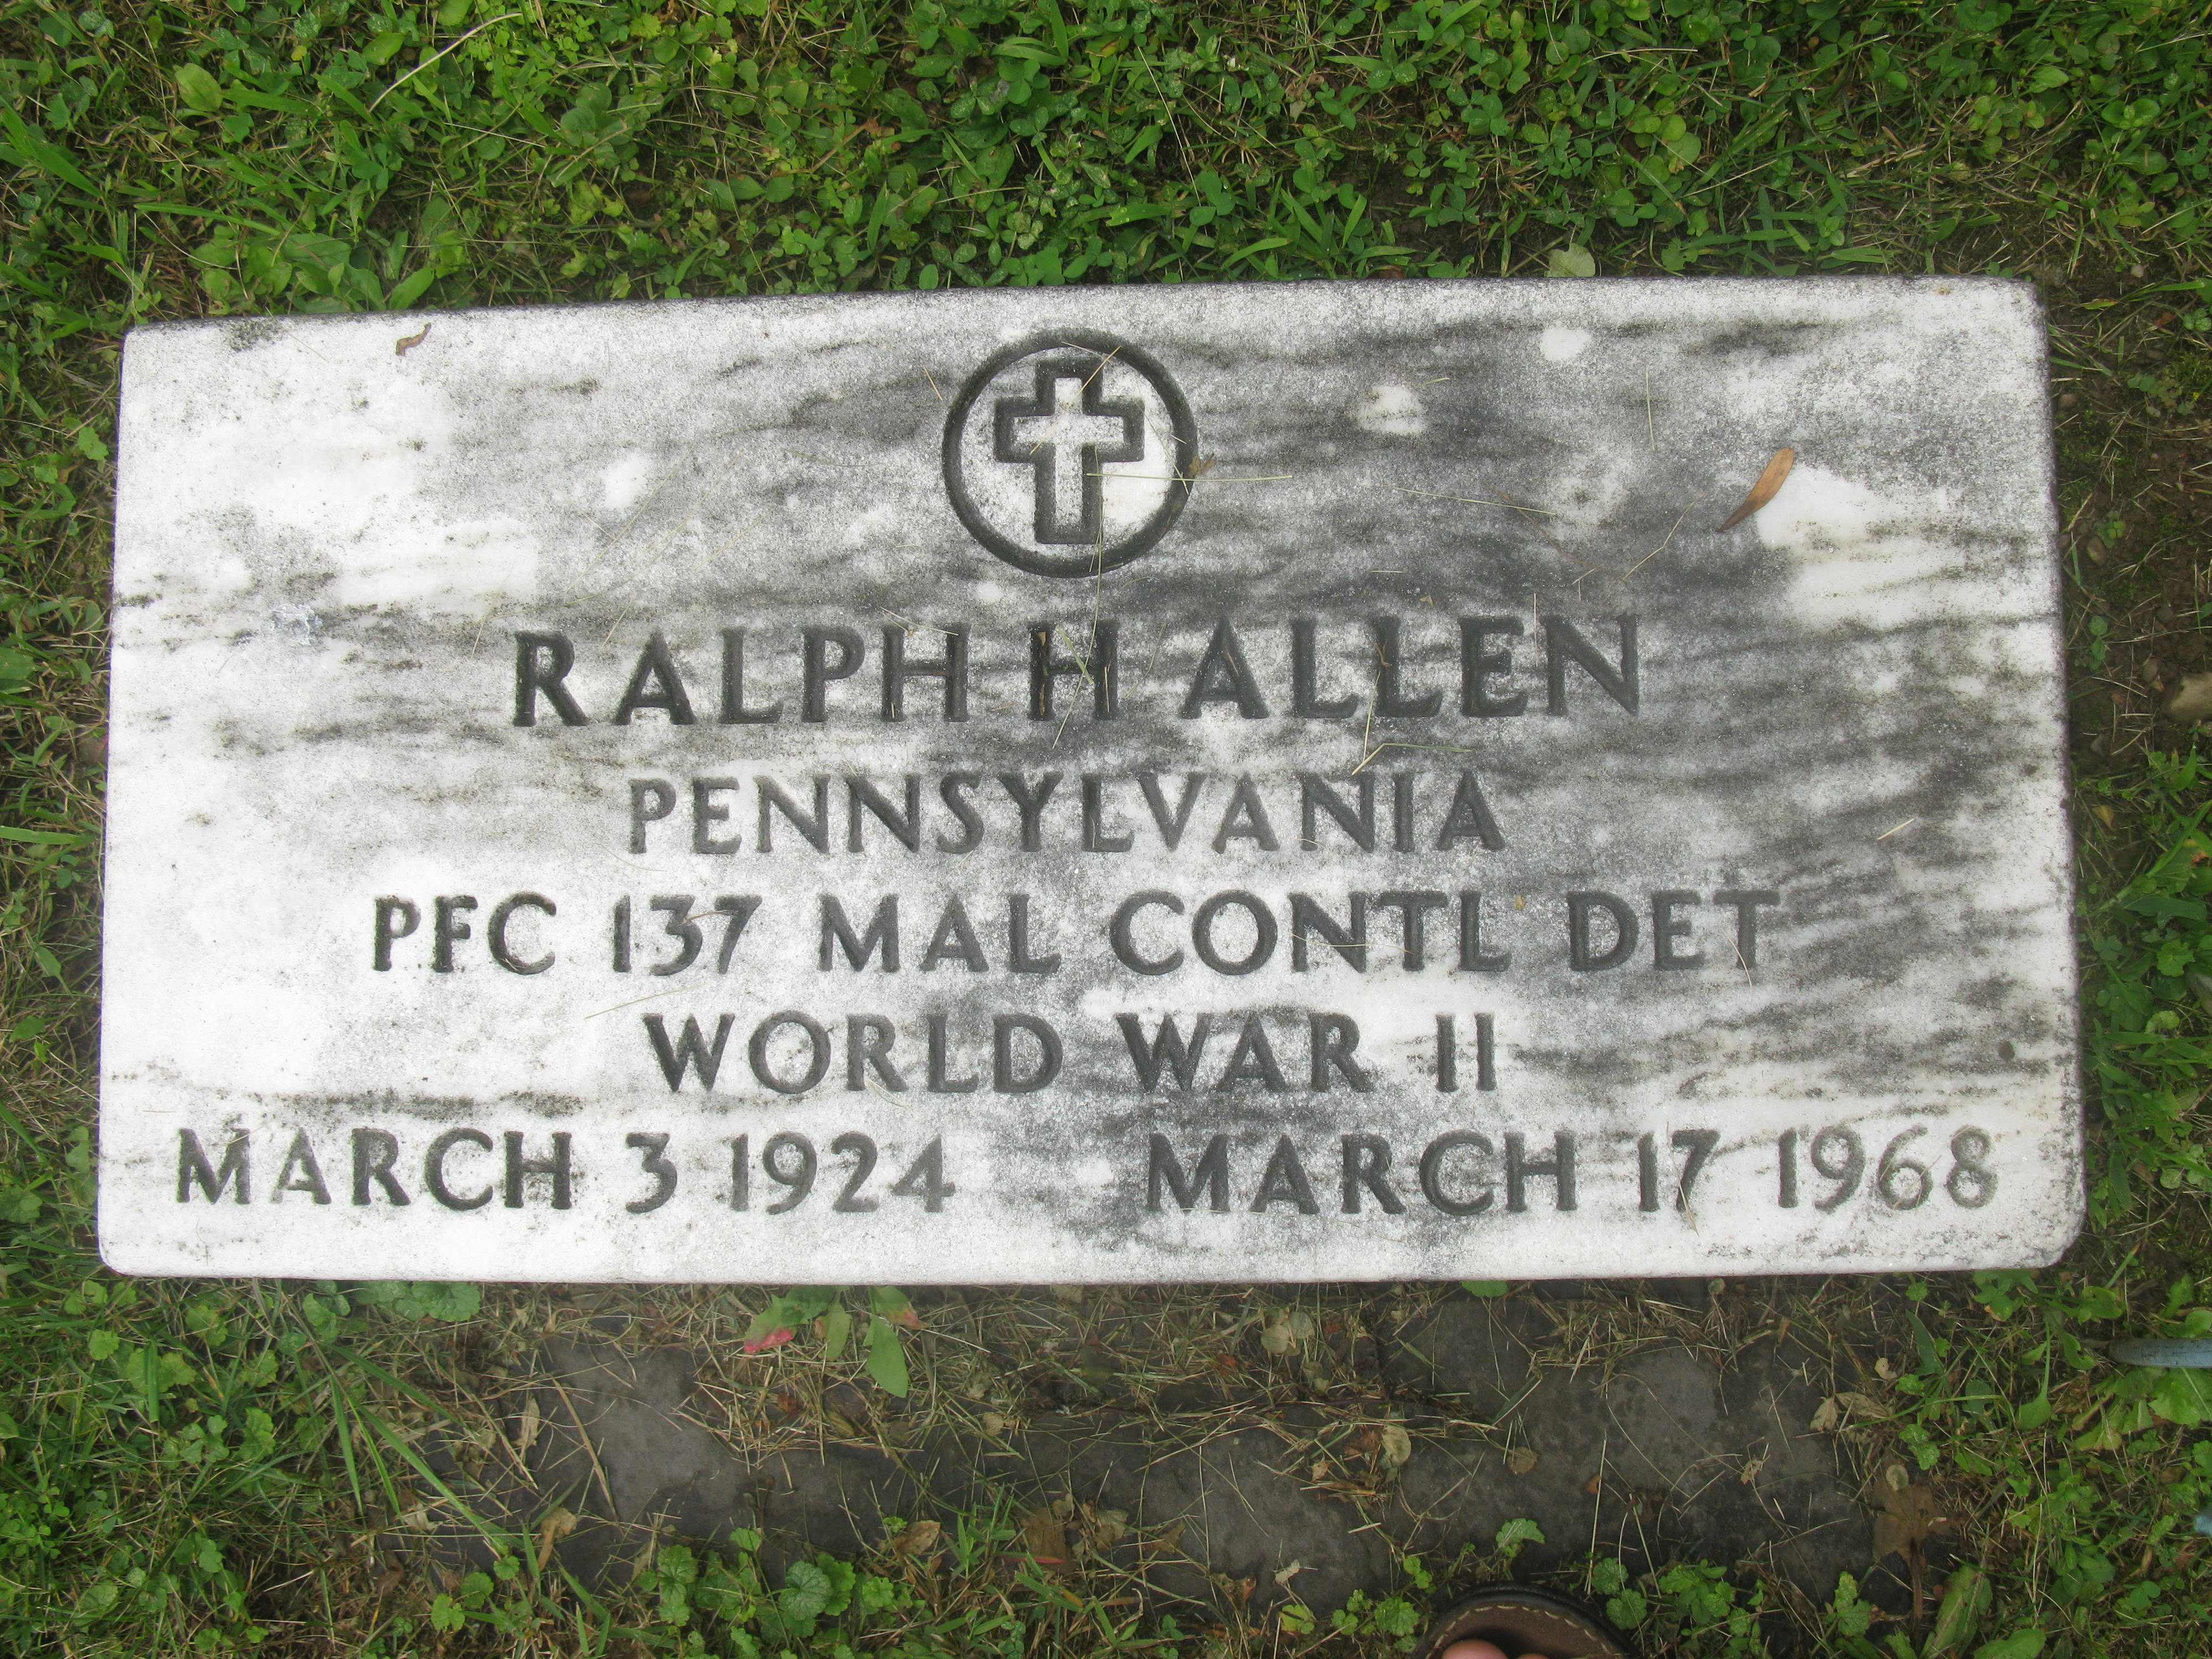 RALPH H ALLEN
PENNSYLVANIA
PFC 137 MAL CONTL DET
WORLD WAR II
MARCH 3 1924 MARCH 17 1968